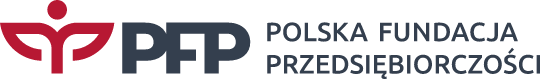 PFP
POLSKA FUNDACJA
PRZEDSIĘBIORCZOŚCI